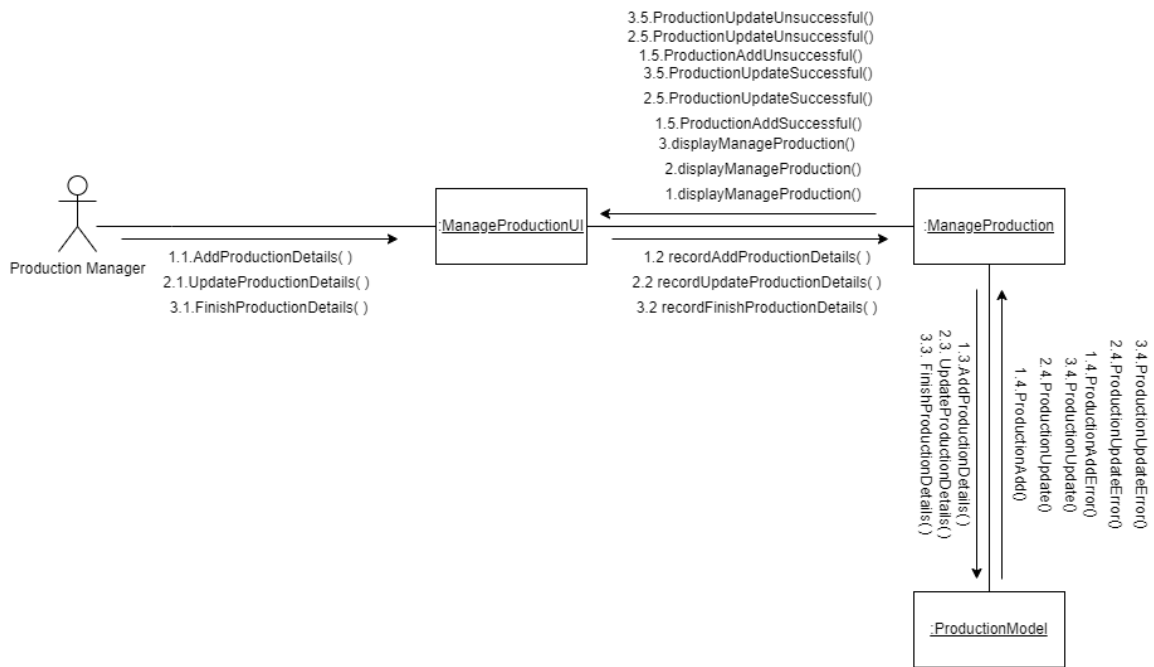 3.5.ProductionUpdateUnsuccessful()
2.5.ProductionUpdateUnsuccessful()
1.5.ProductionAddUnsuccessful()
3.5.ProductionUpdateSuccessful()
2.5.ProductionUpdateSuccessful()
1.5.ProductionAddSuccessful()
3.displayManageProduction()
2.displayManageProduction()
1.displayManageProduction()
:ManageProductionUI
:ManageProduction
Production Manager
1.1.AddProductionDetails( )
2.1.UpdateProductionDetails( )
3.1.FinishProductionDetails( )
1.2 recordAddProductionDetails( )
2.2 recordUpdateProductionDetails( )
3.2 recordFinishProductionDetails( )
1.3.AddProductionDetails( )
2.3. UpdateProductionDetails( )
3.3. FinishProductionDetails( )
3.4.ProductionUpdateError()
2.4.ProductionUpdateError()
1.4.ProductionAddError()
3.4.ProductionUpdate()
2.4.ProductionUpdate()
1.4.ProductionAdd()
:ProductionModel